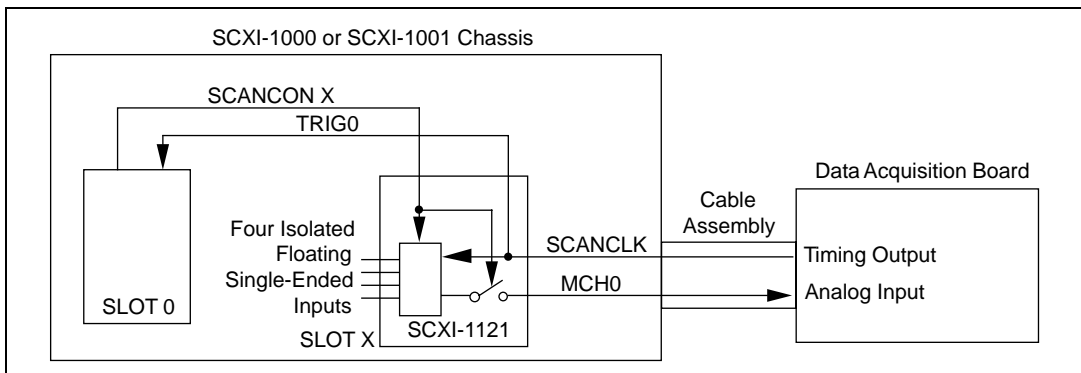 SCXI-1000 or SCXI-1001 Chassis
SCANCON X
TRIG0
Data Acquisition Board
Cable
Assembly
Four Isolated
Floating
Single-Ended
Inputs
SCANCLK
Timing Output
MCH0
Analog Input
SLOT 0
SCXI-1121
SLOT X